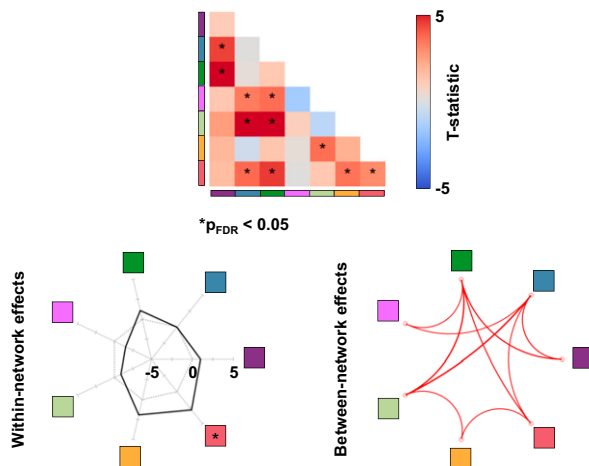 5
T-statistic
-5
*
*
* *
* *
*
* * * *
*pFDR < 0.05
Within-network effects
-5 0 5
*
Between-network effects